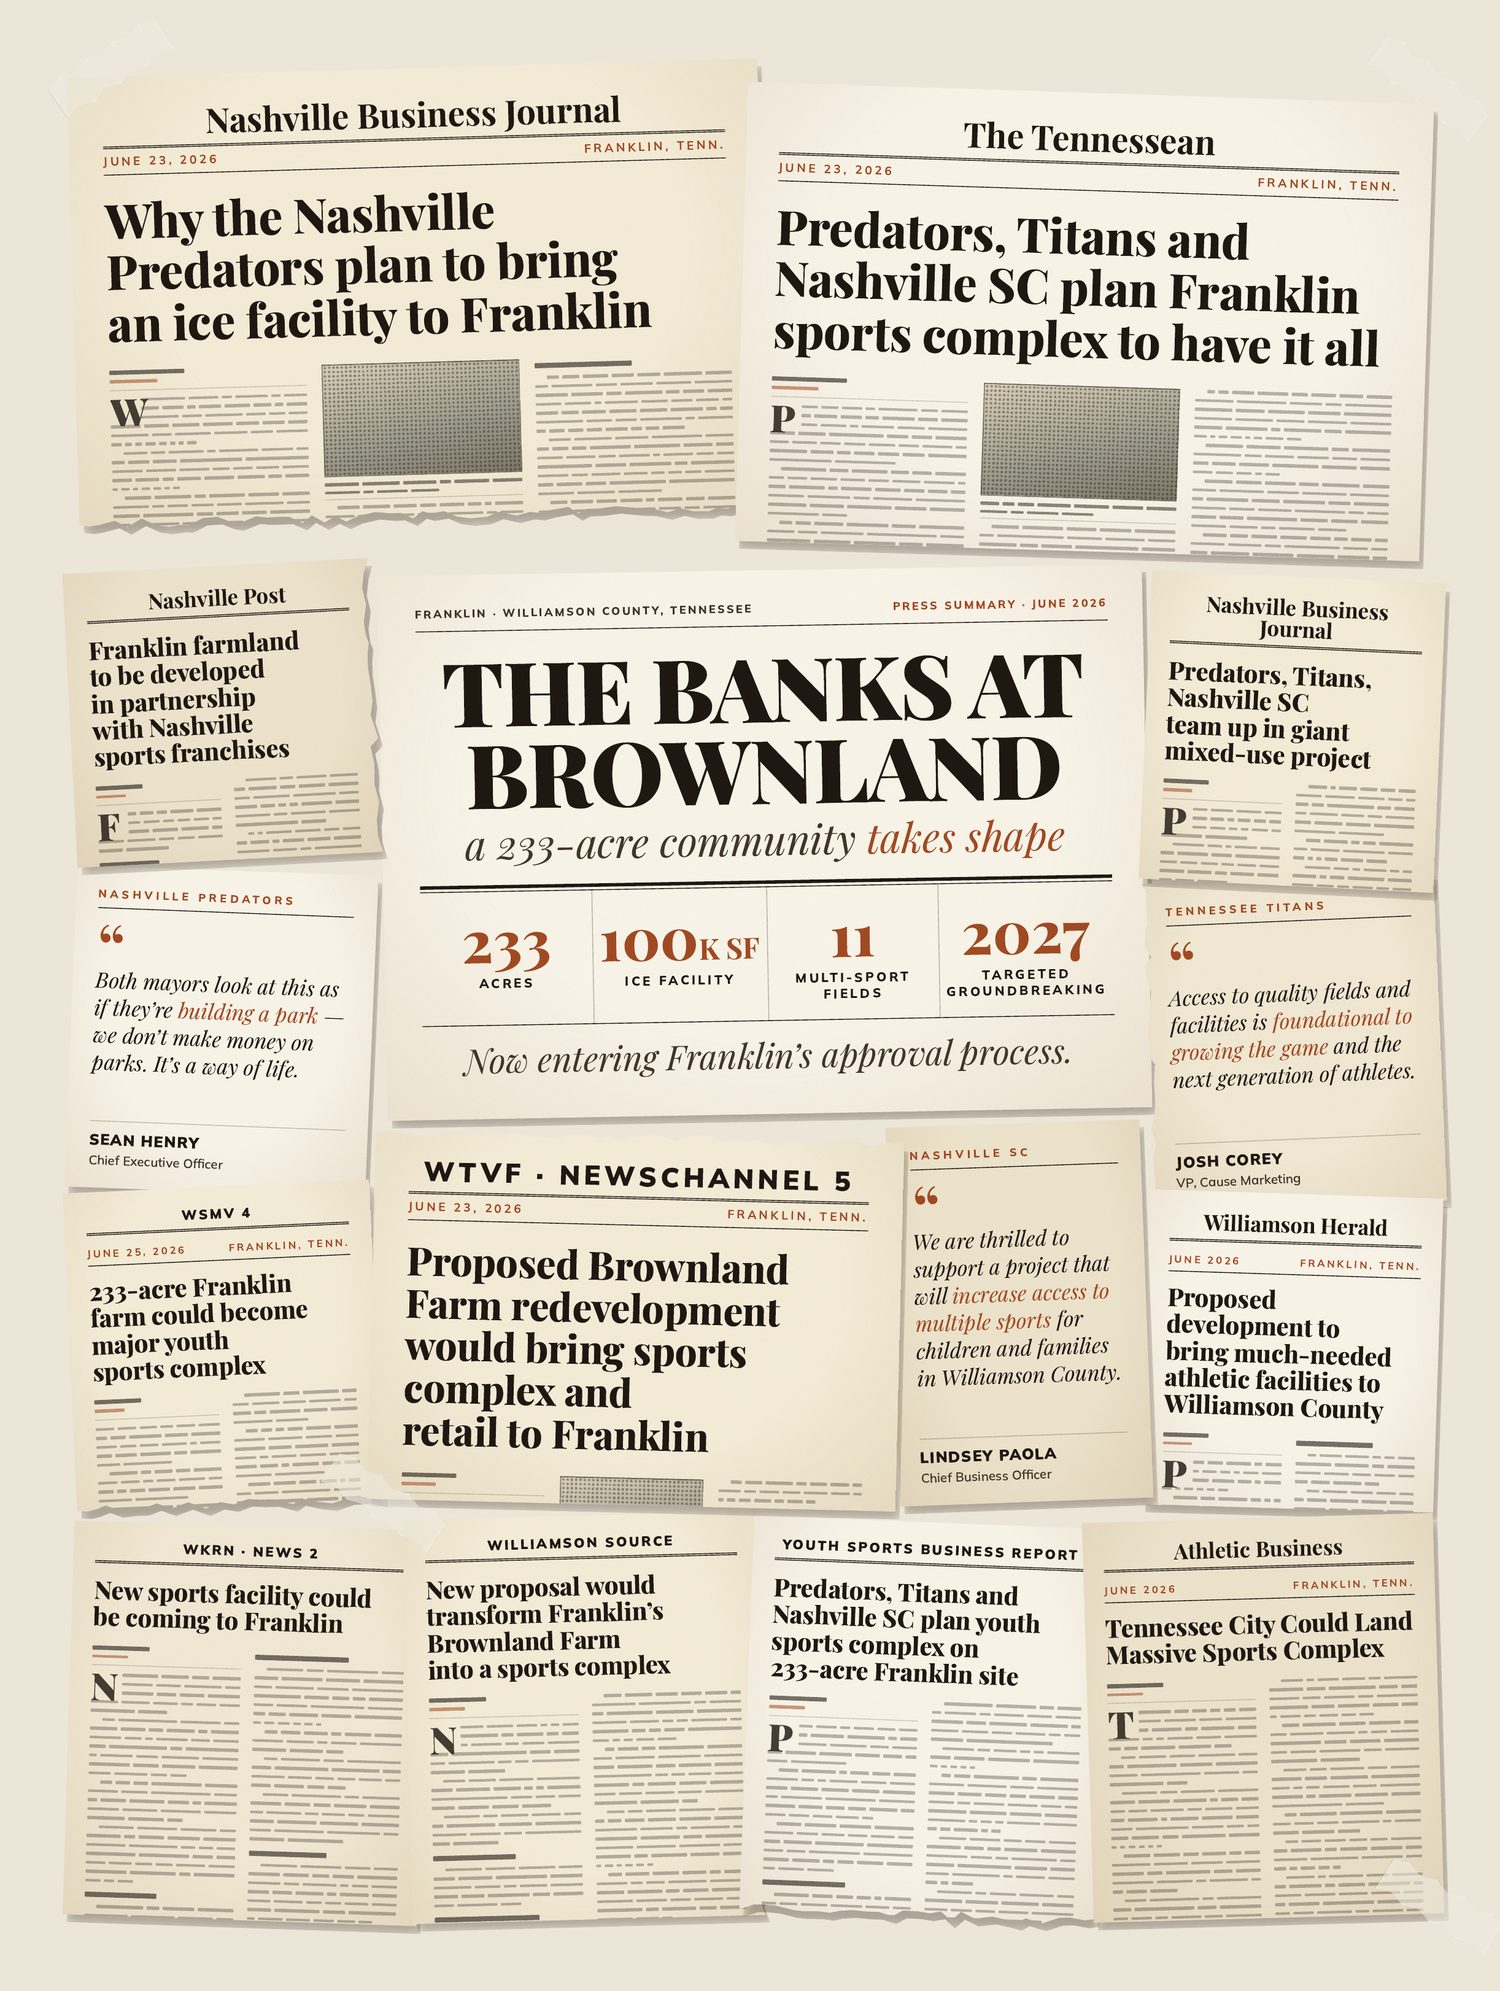 Nashville Business Journal
JUNE 23, 2026
FRANKLIN, TENN.
Why the Nashville
Predators plan to bring
an ice facility to Franklin
W
The Tennessean
JUNE 23, 2026
FRANKLIN, TENN.
Predators, Titans and
Nashville SC plan Franklin
sports complex to have it all
P
Nashville Post
Franklin farmland
to be developed
in partnership
with Nashville
sports franchises
F
FRANKLIN · WILLIAMSON COUNTY, TENNESSEE
PRESS SUMMARY · JUNE 2026
THE BANKS AT
BROWNLAND
a 233-acre community takes shape
233
ACRES
100K SF
ICE FACILITY
11
MULTI-SPORT
FIELDS
2027
TARGETED
GROUNDBREAKING
Now entering Franklin’s approval process.
Nashville Business
Journal
Predators, Titans,
Nashville SC
team up in giant
mixed-use project
P
NASHVILLE PREDATORS
“
Both mayors look at this as
if they’re building a park —
we don’t make money on
parks. It’s a way of life.
SEAN HENRY
Chief Executive Officer
TENNESSEE TITANS
“
Access to quality fields and
facilities is foundational to
growing the game and the
next generation of athletes.
JOSH COREY
VP, Cause Marketing
WSMV 4
JUNE 25, 2026
FRANKLIN, TENN.
233-acre Franklin
farm could become
major youth
sports complex
WTVF · NEWSCHANNEL 5
JUNE 23, 2026
FRANKLIN, TENN.
Proposed Brownland
Farm redevelopment
would bring sports
complex and
retail to Franklin
NASHVILLE SC
“
We are thrilled to
support a project that
will increase access to
multiple sports for
children and families
in Williamson County.
LINDSEY PAOLA
Chief Business Officer
Williamson Herald
JUNE 2026
FRANKLIN, TENN.
Proposed
development to
bring much-needed
athletic facilities to
Williamson County
P
WKRN · NEWS 2
New sports facility could
be coming to Franklin
N
WILLIAMSON SOURCE
New proposal would
transform Franklin’s
Brownland Farm
into a sports complex
N
YOUTH SPORTS BUSINESS REPORT
Predators, Titans and
Nashville SC plan youth
sports complex on
233-acre Franklin site
P
Athletic Business
JUNE 2026
FRANKLIN, TENN.
Tennessee City Could Land
Massive Sports Complex
T